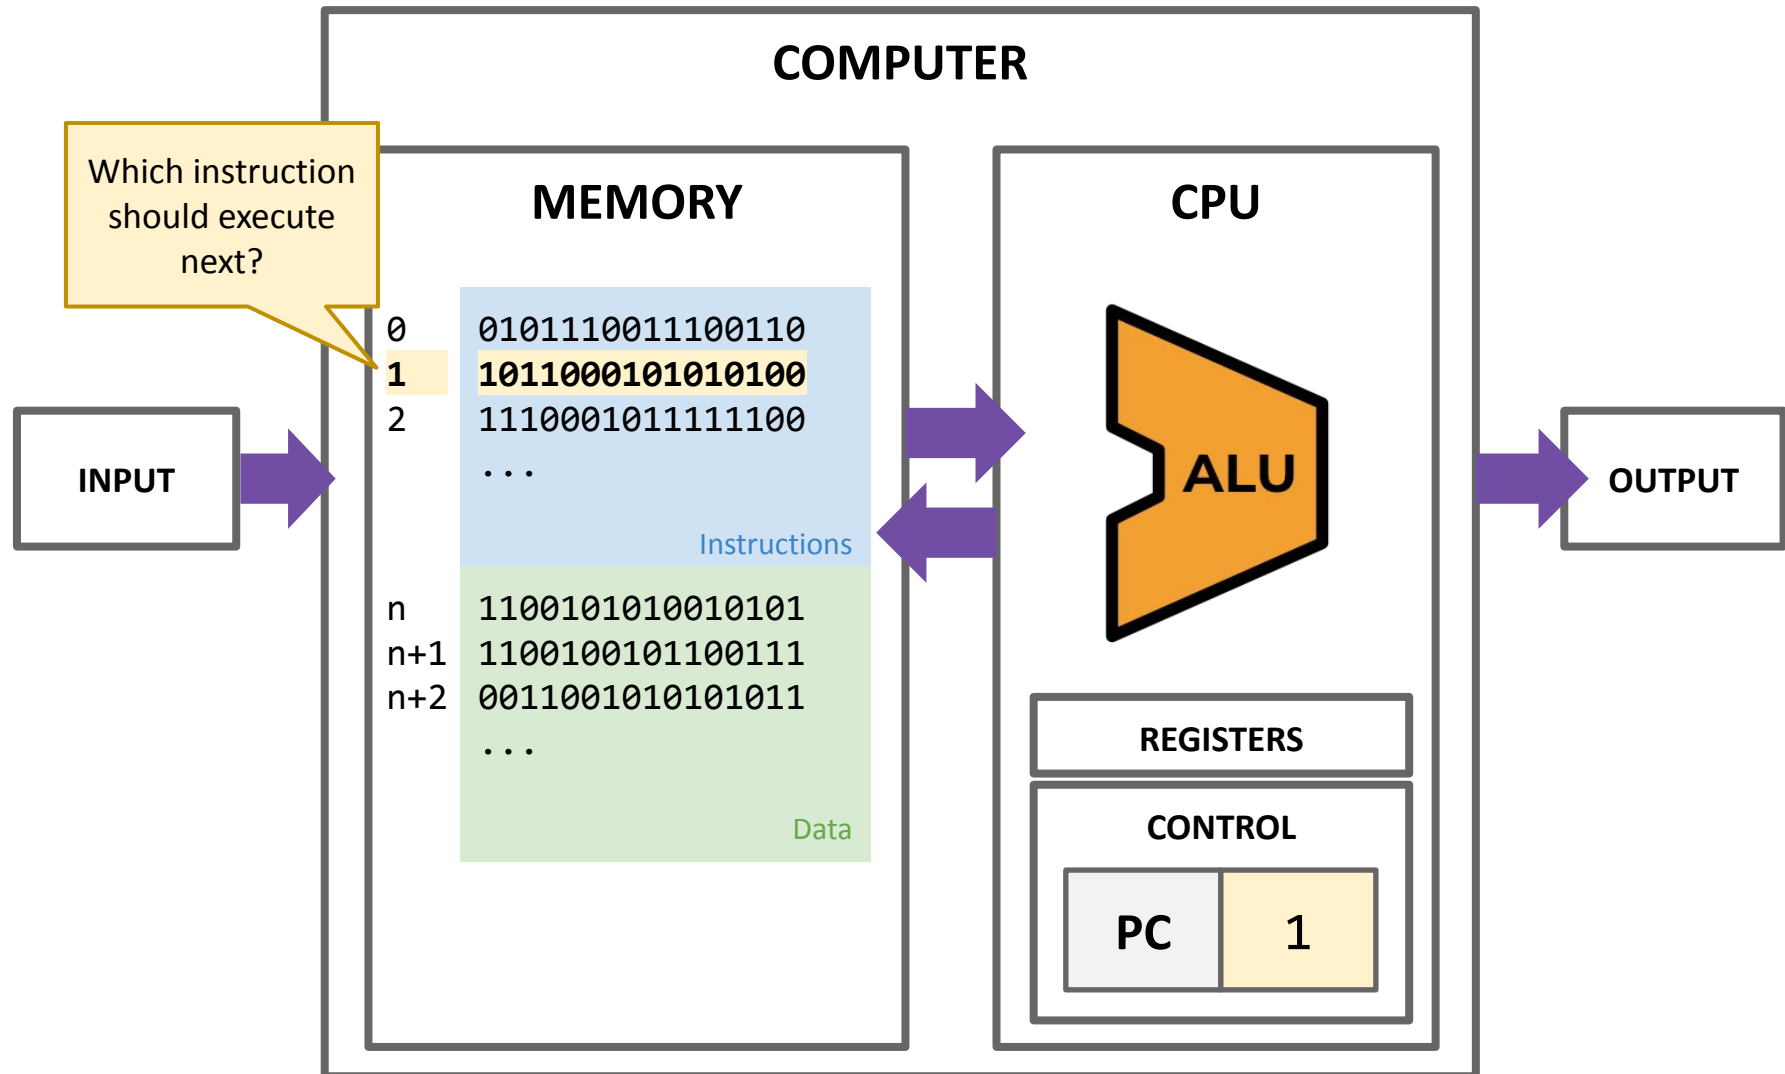 COMPUTER
Which instruction
should execute
next?
MEMORY
0 0101110011100110
1 1011000101010100
2 1110001011111100
...
Instructions
n 1100101010010101
n+1 1100100101100111
n+2 0011001010101011
...
Data
CPU
ALU
REGISTERS
CONTROL
PC 1
INPUT
OUTPUT